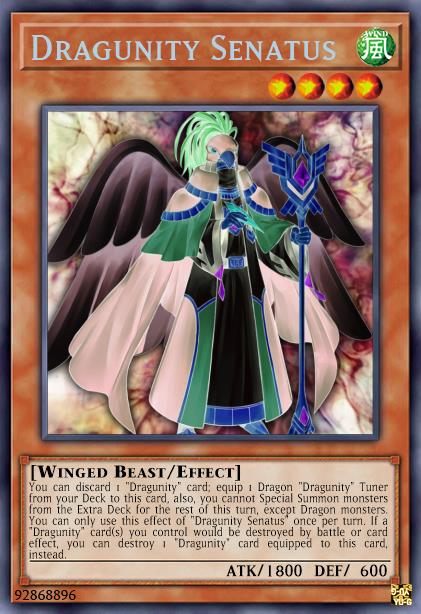 Dragunity Senatus
WIND
風
[Winged Beast/Effect]
You can discard 1 "Dragunity" card; equip 1 Dragon "Dragunity" Tuner
from your Deck to this card, also, you cannot Special Summon monsters
from the Extra Deck for the rest of this turn, except Dragon monsters.
You can only use this effect of "Dragunity Senatus" once per turn. If a
"Dragunity" card(s) you control would be destroyed by battle or card
effect, you can destroy 1 "Dragunity" card equipped to this card,
instead.
ATK/1800 DEF/ 600
92868896